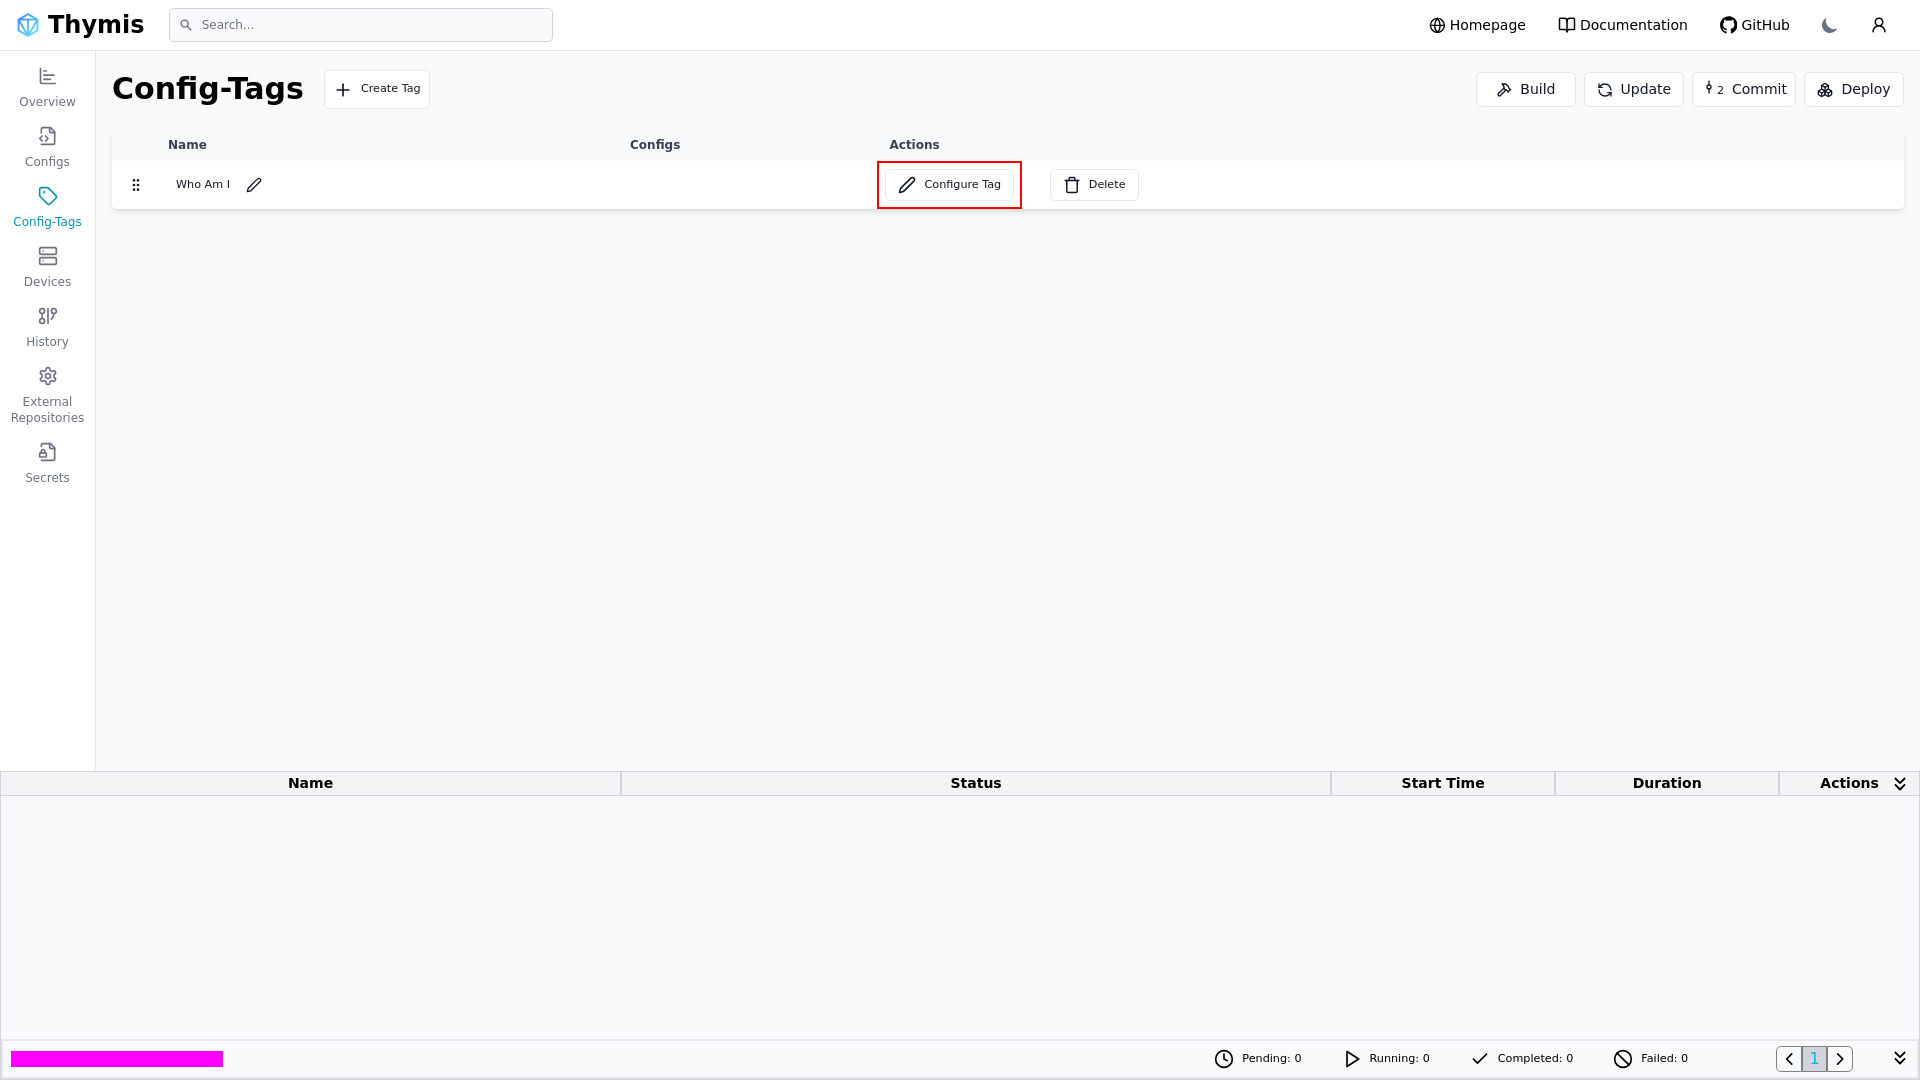 Thymis
Search...
Homepage
Documentation
GitHub
Overview
Configs
Config-Tags
Devices
History
External
Repositories
Secrets
Config-Tags
Create Tag
Build
Update
2 Commit
Deploy
Name Configs Actions
Who Am I
Configure Tag
Delete
Name Status Start Time Duration Actions
Pending: 0
Running: 0
Completed: 0
Failed: 0
1